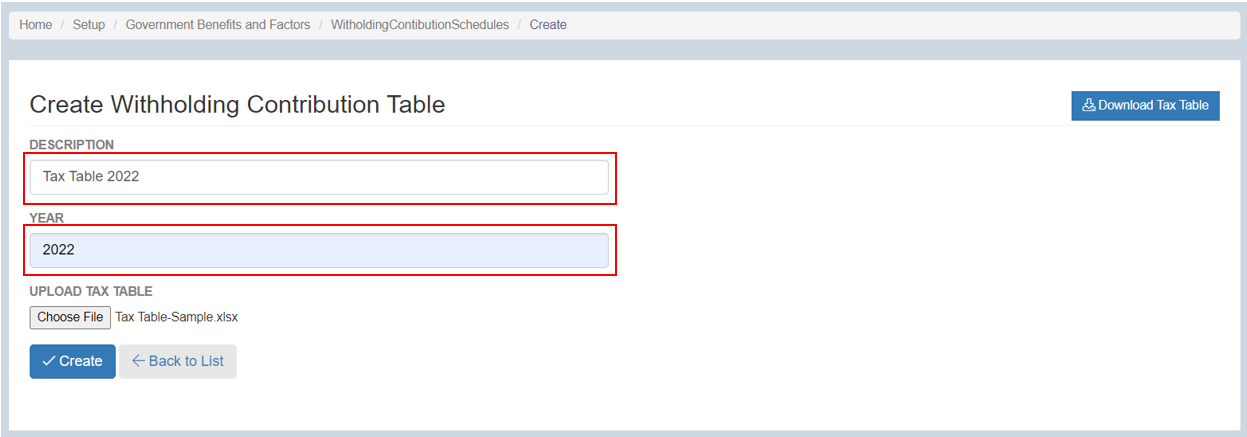 Home / Setup / Government Benefits and Factors / WitholdingContibutionSchedules / Create
Create Withholding Contribution Table
Download Tax Table
DESCRIPTION
Tax Table 2022
YEAR
2022
UPLOAD TAX TABLE
Choose File Tax Table-Sample.xlsx
Create Back to List